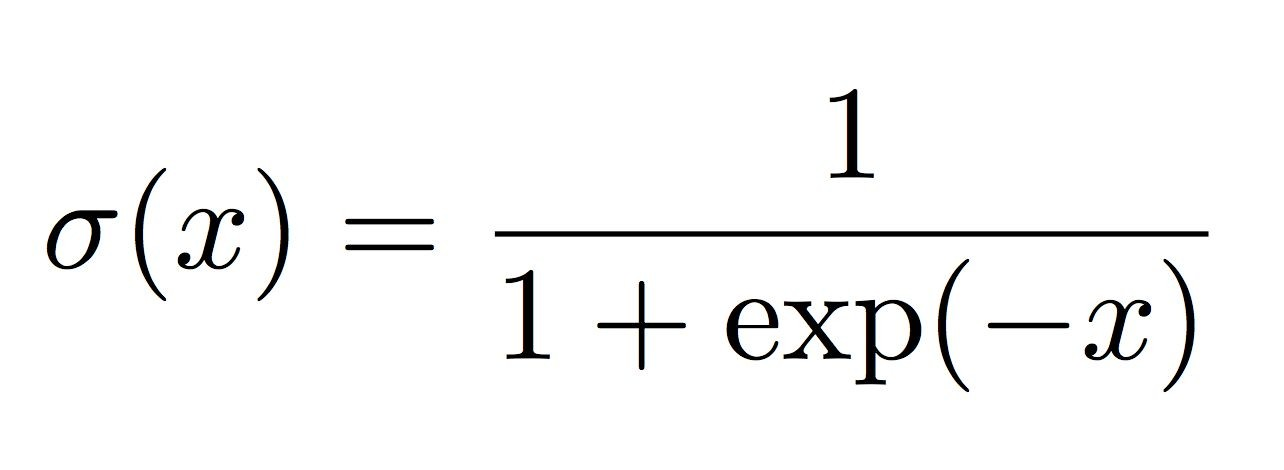 σ(x) = 1 / (1 + exp(−x))